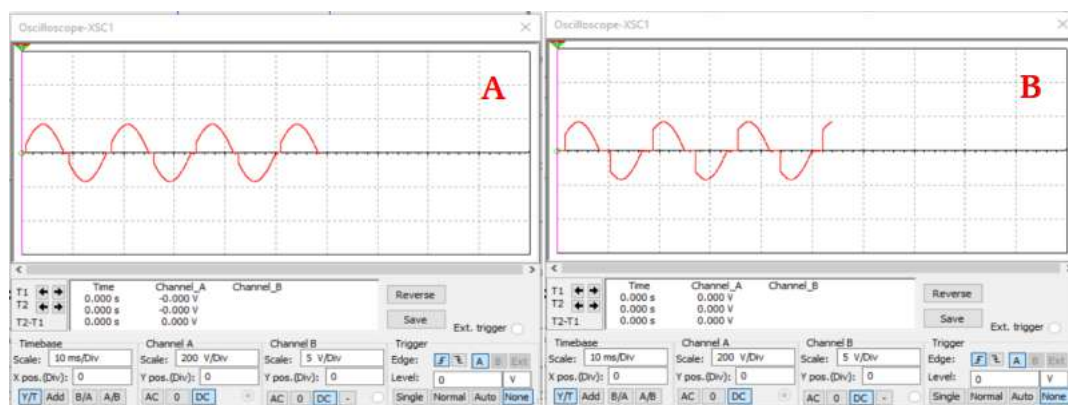 Oscilloscope-XSC1
A
T1
T2
T2-T1
Time Channel_A Channel_B
0.000 s -0.000 V
0.000 s 0.000 V
0.000 s 0.000 V
Reverse
Save
Ext. trigger
Timebase
Scale: 10 ms/Div
X pos.(Div): 0
Y/T Add B/A A/B
Channel A
Scale: 200 V/Div
Y pos.(Div): 0
AC 0 DC
Channel B
Scale: 5 V/Div
Y pos.(Div): 0
AC 0 DC -
Trigger
Edge: A B Ext
Level: 0 V
Single Normal Auto None
Oscilloscope-XSC1
B
T1
T2
T2-T1
Time Channel_A Channel_B
0.000 s 0.000 V
0.000 s 0.000 V
0.000 s 0.000 V
Reverse
Save
Ext. trigger
Timebase
Scale: 10 ms/Div
X pos.(Div): 0
Y/T Add B/A A/B
Channel A
Scale: 200 V/Div
Y pos.(Div): 0
AC 0 DC
Channel B
Scale: 5 V/Div
Y pos.(Div): 0
AC 0 DC -
Trigger
Edge: A B Ext
Level: 0 V
Single Normal Auto None